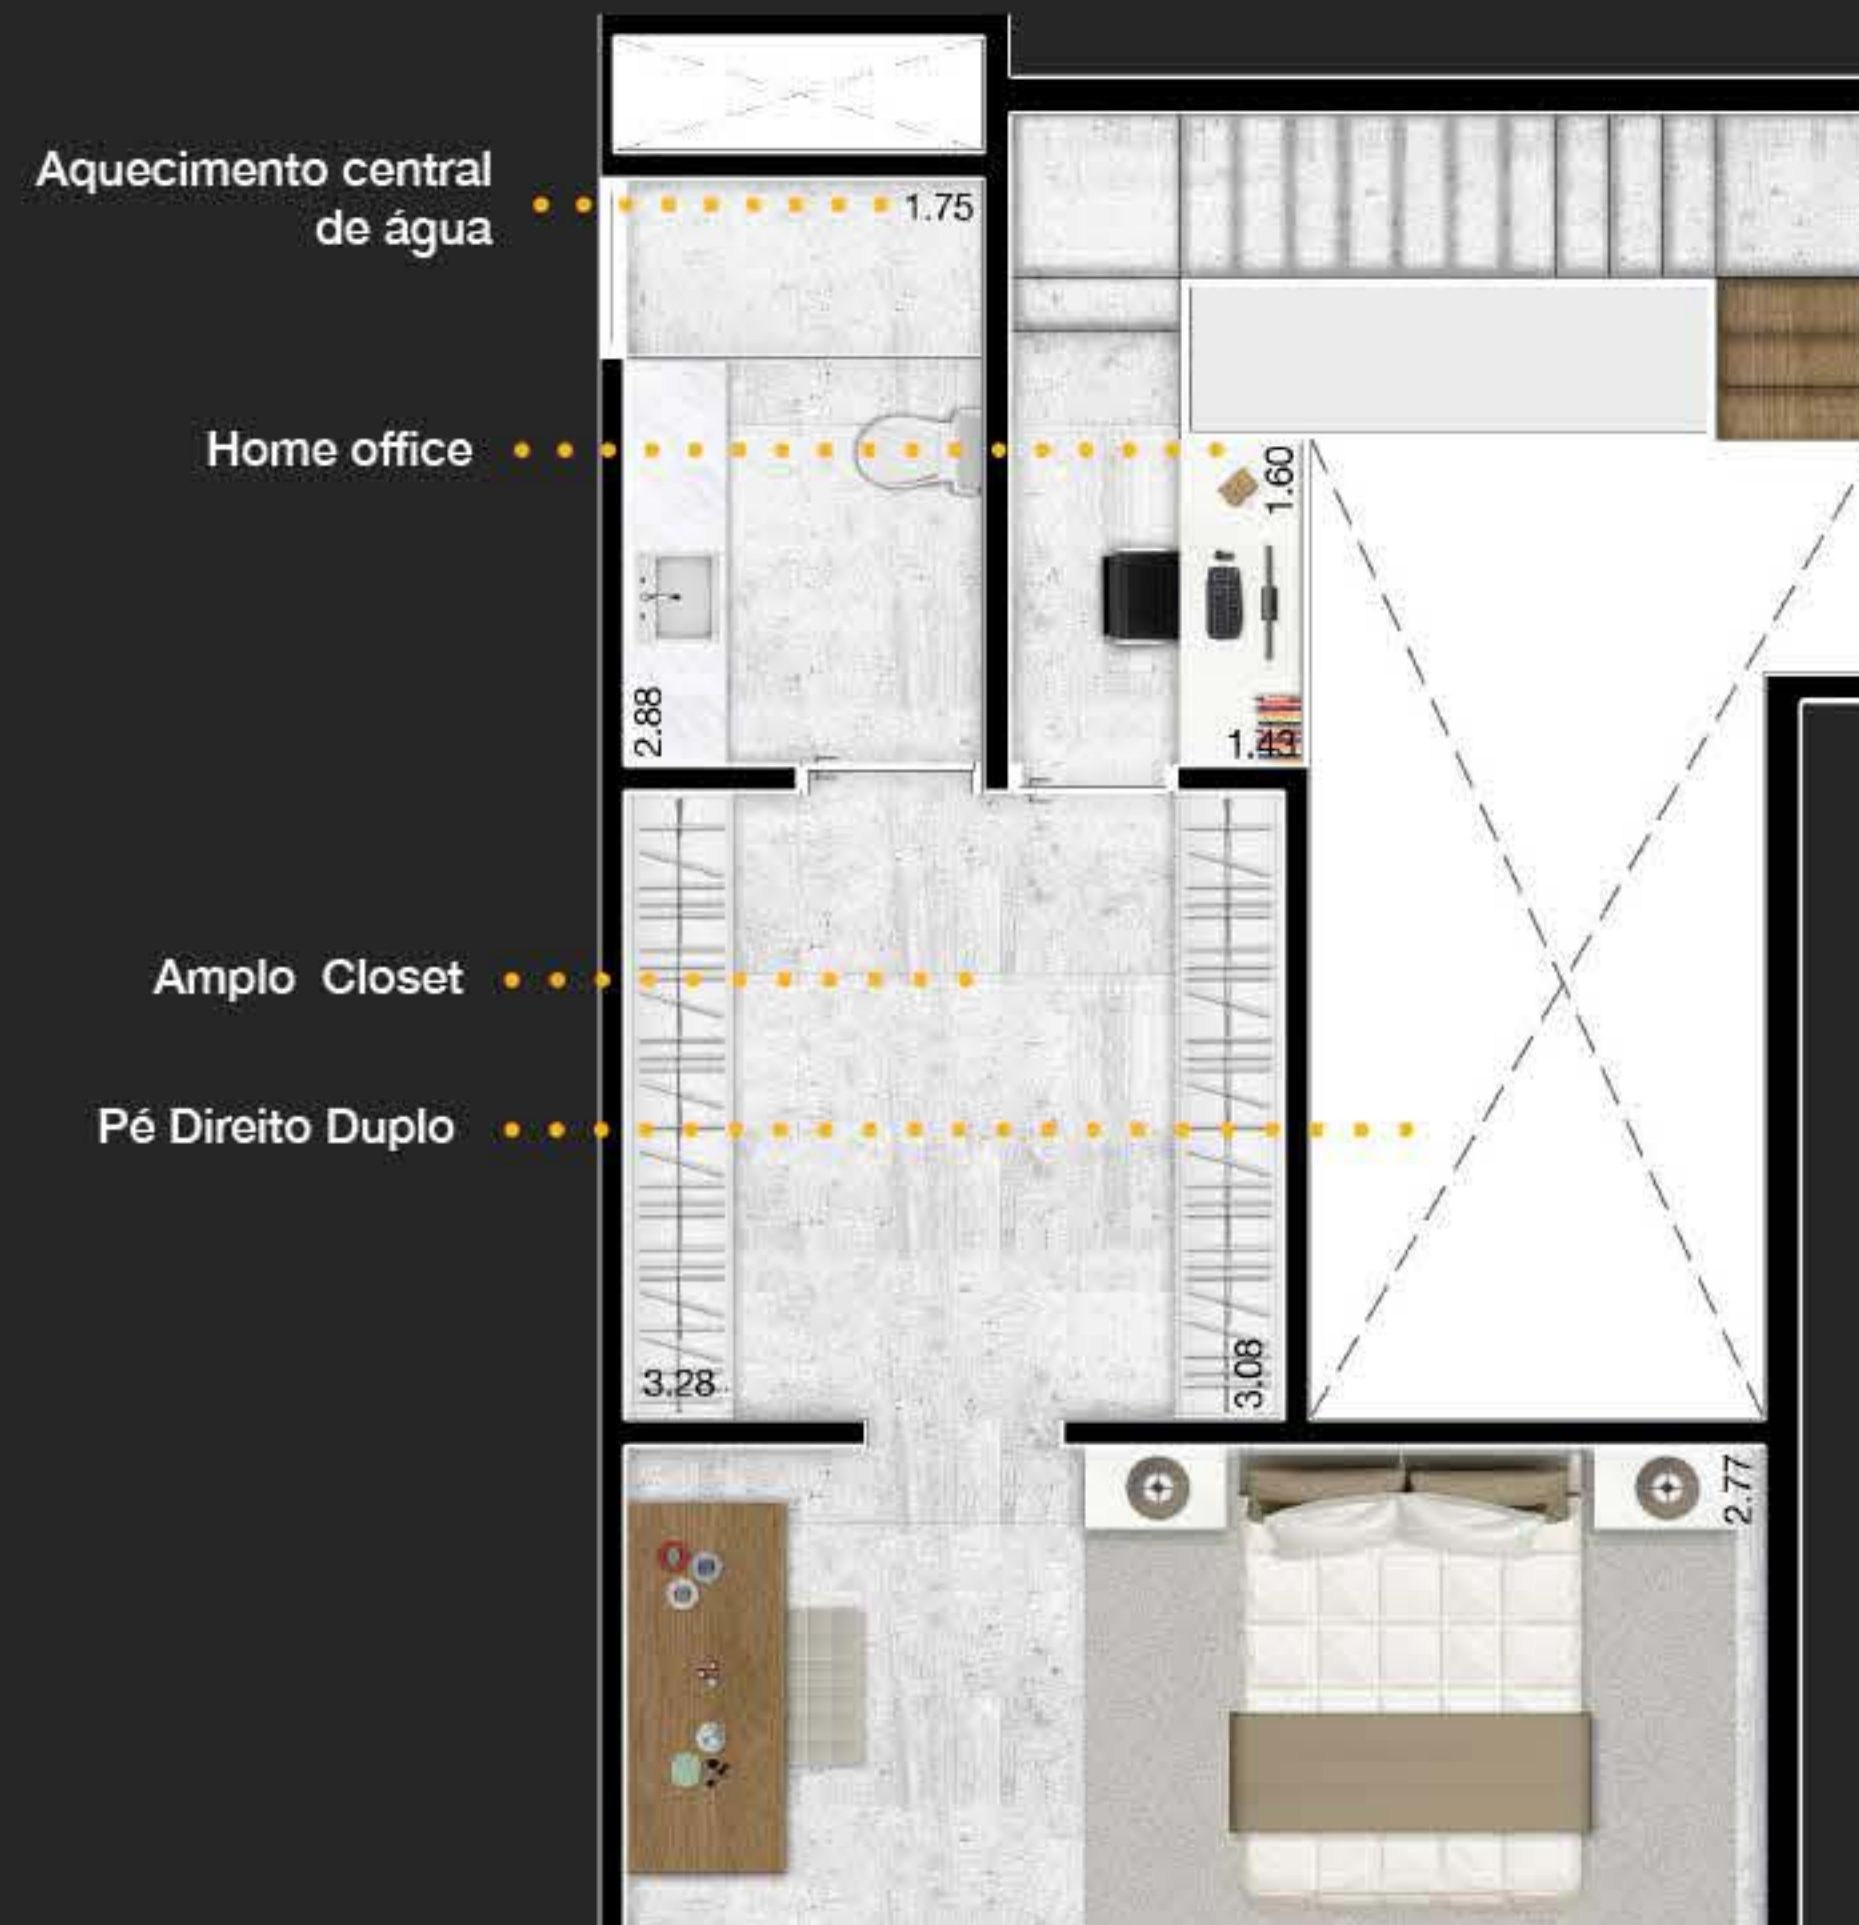 Aquecimento central
de água
1.75
Home office
1.60
2.88
1.43
Amplo Closet
Pé Direito Duplo
3.28
3.08
2.77